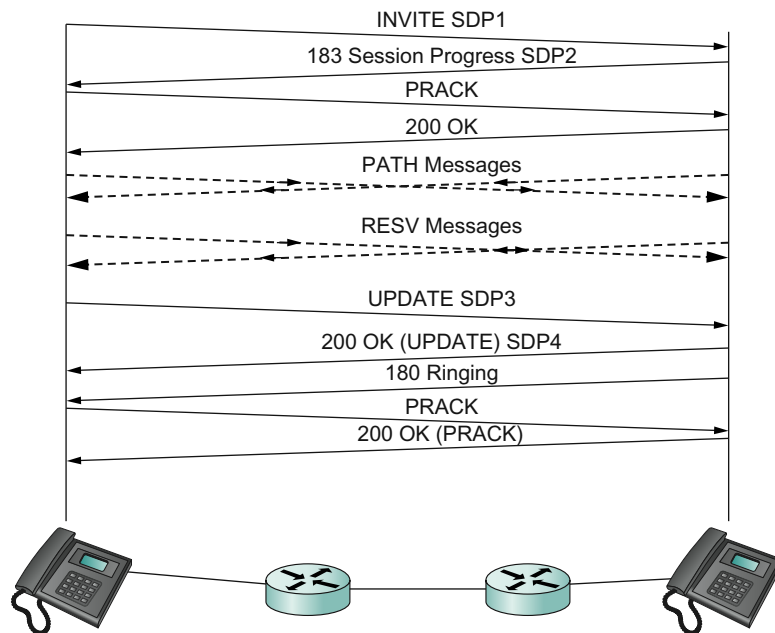 INVITE SDP1
183 Session Progress SDP2
PRACK
200 OK
PATH Messages
RESV Messages
UPDATE SDP3
200 OK (UPDATE) SDP4
180 Ringing
PRACK
200 OK (PRACK)